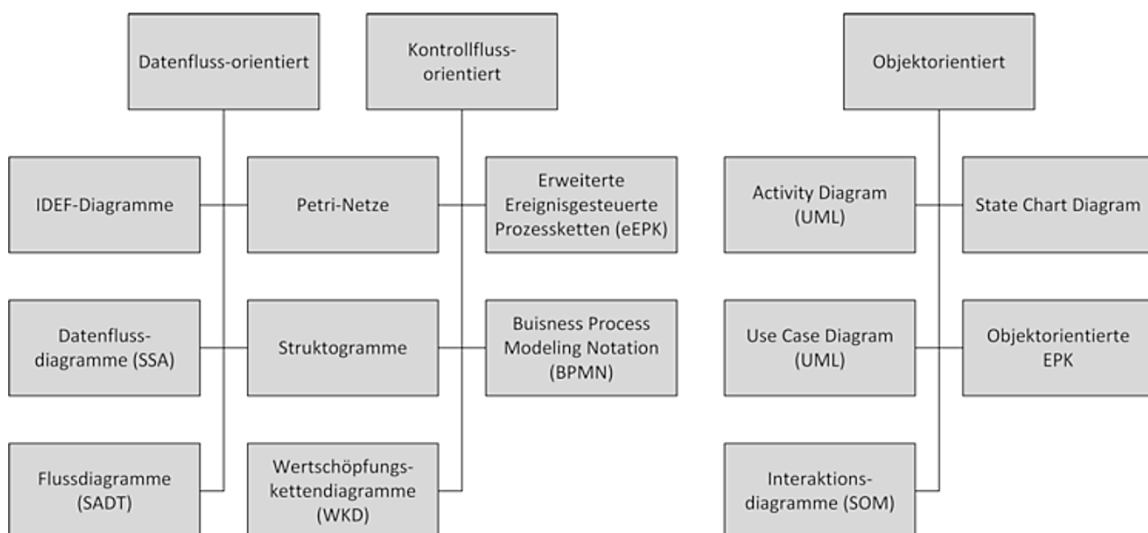 Datenfluss-orientiert
Kontrollfluss-
orientiert
Objektorientiert
IDEF-Diagramme
Petri-Netze
Erweiterte
Ereignisgesteuerte
Prozessketten (eEPK)
Activity Diagram
(UML)
State Chart Diagram
Datenfluss-
diagramme (SSA)
Struktogramme
Buisness Process
Modeling Notation
(BPMN)
Use Case Diagram
(UML)
Objektorientierte
EPK
Flussdiagramme
(SADT)
Wertschöpfungs-
kettendiagramme
(WKD)
Interaktions-
diagramme (SOM)